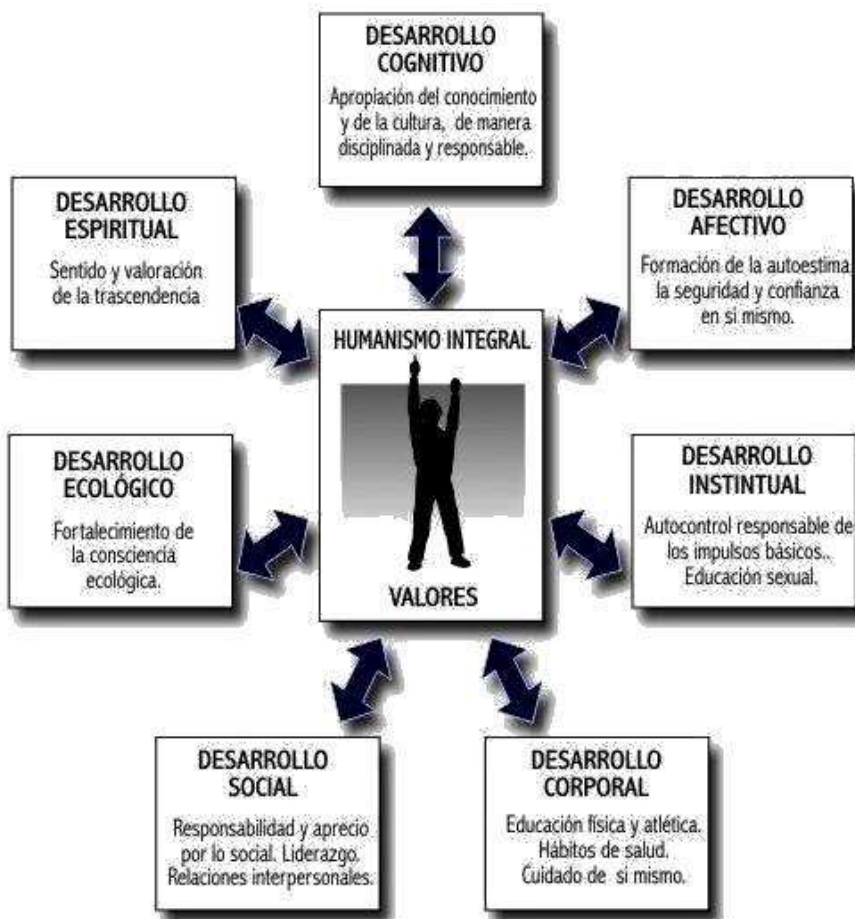 DESARROLLO
COGNITIVO
Apropiación del conocimiento
y de la cultura, de manera
disciplinada y responsable.
DESARROLLO
ESPIRITUAL
Sentido y valoración
de la trascendencia
DESARROLLO
AFECTIVO
Formación de la autoestima,
la seguridad y confianza
en si mismo.
HUMANISMO INTEGRAL
VALORES
DESARROLLO
ECOLÓGICO
Fortalecimiento de
la consciencia
ecológica.
DESARROLLO
INSTINTUAL
Autocontrol responsable de
los impulsos básicos..
Educación sexual.
DESARROLLO
SOCIAL
Responsabilidad y aprecio
por lo social. Liderazgo.
Relaciones interpersonales.
DESARROLLO
CORPORAL
Educación física y atlética.
Hábitos de salud.
Cuidado de si mismo.